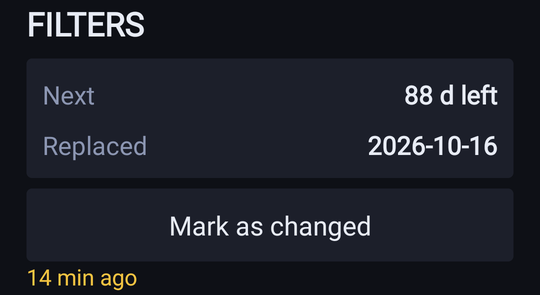 FILTERS
Next 88 d left
Replaced 2026-10-16
Mark as changed
14 min ago